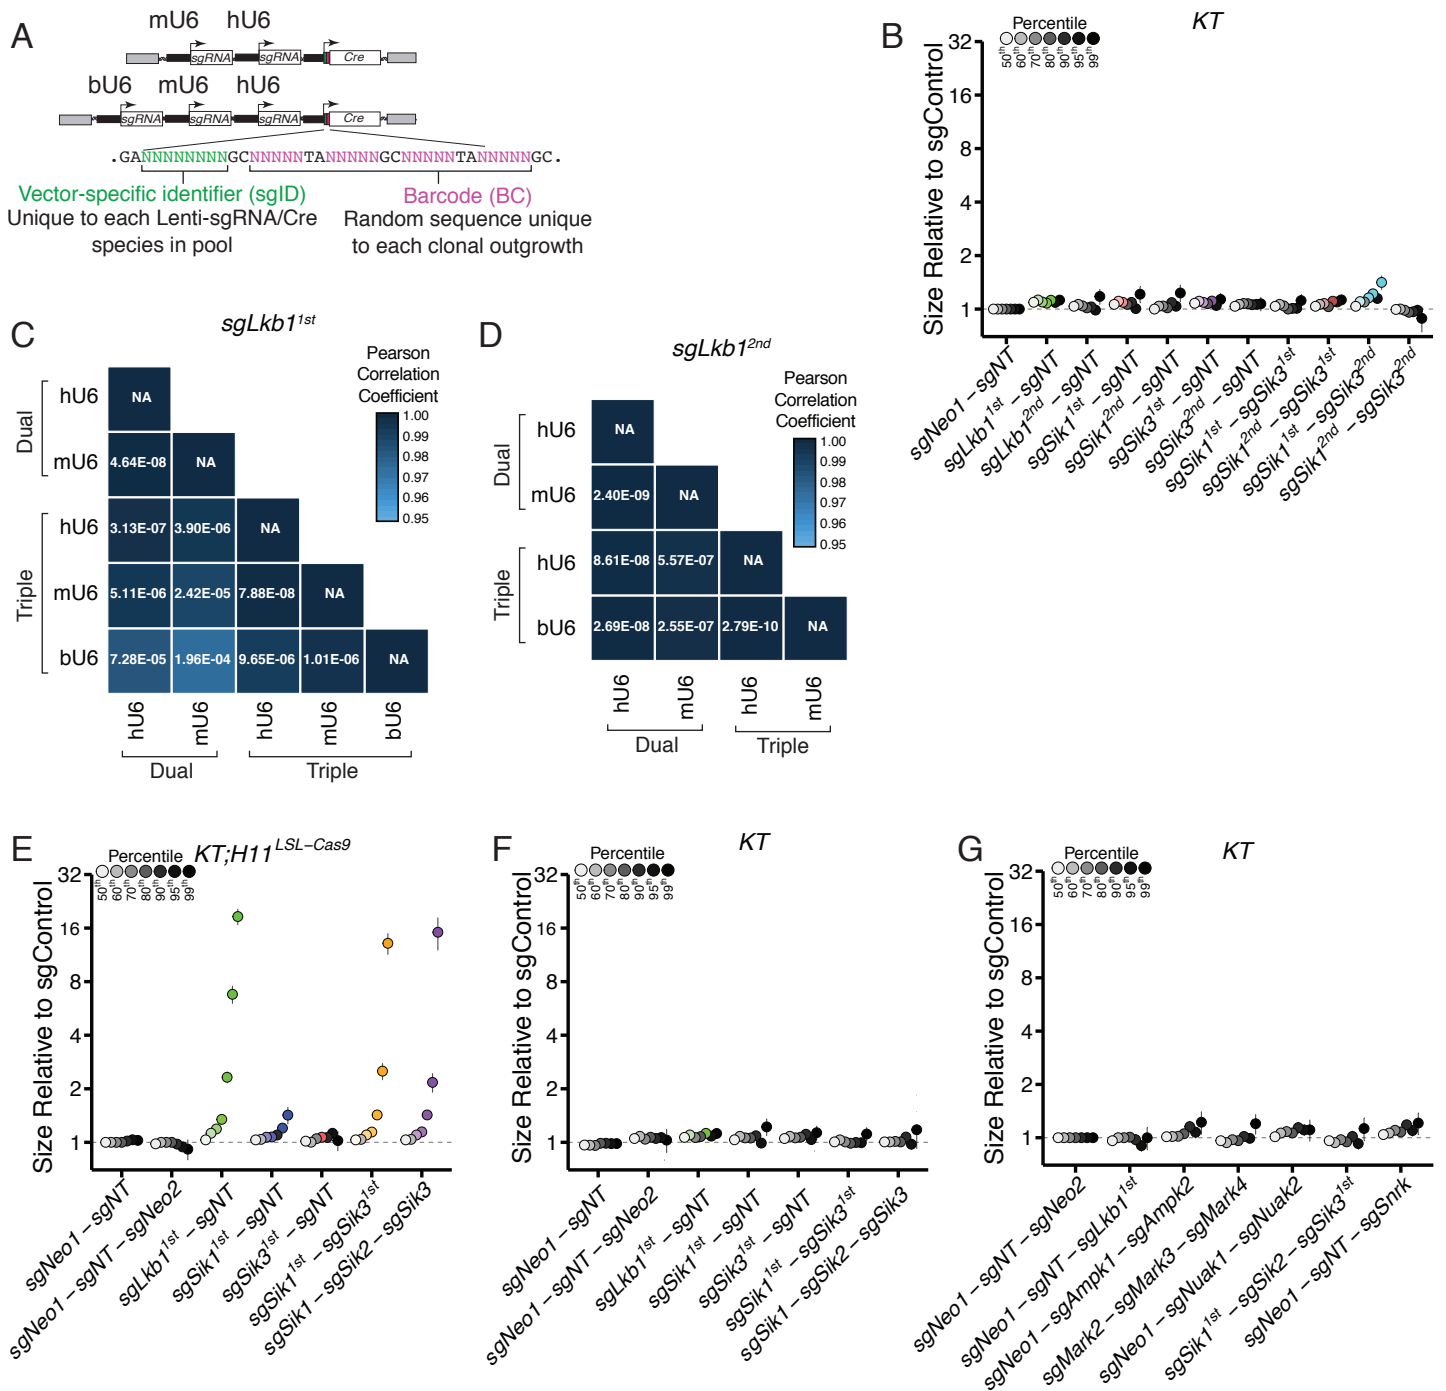 A
mU6 hU6
sgRNA sgRNA Cre
bU6 mU6 hU6
sgRNA sgRNA sgRNA Cre
.GANNNNNNNNGCNNNNNTANNNNNGCNNNNNTANNNNNGC.
Vector-specific identifier (sgID)
Unique to each Lenti-sgRNA/Cre
species in pool
Barcode (BC)
Random sequence unique
to each clonal outgrowth
B
KT
Percentile
50th 60th 70th 80th 90th 95th 99th
Size Relative to sgControl
32
16
8
4
2
1
sgNeo1 – sgNT
sgLkb1 1st – sgNT
sgLkb1 2nd – sgNT
sgSik1 1st – sgNT
sgSik1 2nd – sgNT
sgSik3 1st – sgNT
sgSik3 2nd – sgNT
sgSik1 1st – sgSik3 1st
sgSik1 2nd – sgSik3 1st
sgSik1 1st – sgSik3 2nd
sgSik1 2nd – sgSik3 2nd
C
sgLkb1 1st
Pearson
Correlation
Coefficient
1.00
0.99
0.98
0.97
0.96
0.95
Dual
Triple
hU6 NA
mU6 4.64E-08 NA
hU6 3.13E-07 3.90E-06 NA
mU6 5.11E-06 2.42E-05 7.88E-08 NA
bU6 7.28E-05 1.96E-04 9.65E-06 1.01E-06 NA
hU6 mU6 hU6 mU6 bU6
Dual Triple
D
sgLkb1 2nd
Pearson
Correlation
Coefficient
1.00
0.99
0.98
0.97
0.96
0.95
Dual
Triple
hU6 NA
mU6 2.40E-09 NA
hU6 8.61E-08 5.57E-07 NA
bU6 2.69E-08 2.55E-07 2.79E-10 NA
hU6 mU6 hU6 mU6
Dual Triple
E
KT;H11 LSL–Cas9
Percentile
50th 60th 70th 80th 90th 95th 99th
Size Relative to sgControl
32
16
8
4
2
1
sgNeo1 – sgNT
sgNeo1 – sgNT – sgNeo2
sgLkb1 1st – sgNT
sgSik1 1st – sgNT
sgSik3 1st – sgNT
sgSik1 1st – sgSik3 1st
sgSik1 – sgSik2 – sgSik3
F
KT
Percentile
50th 60th 70th 80th 90th 95th 99th
Size Relative to sgControl
32
16
8
4
2
1
sgNeo1 – sgNT
sgNeo1 – sgNT – sgNeo2
sgLkb1 1st – sgNT
sgSik1 1st – sgNT
sgSik3 1st – sgNT
sgSik1 1st – sgSik3 1st
sgSik1 – sgSik2 – sgSik3
G
KT
Percentile
50th 60th 70th 80th 90th 95th 99th
Size Relative to sgControl
32
16
8
4
2
1
sgNeo1 – sgNT – sgNeo2
sgNeo1 – sgNT – sgLkb1 1st
sgNeo1 – sgAmpk1 – sgAmpk2
sgMark2 – sgMark3 – sgMark4
sgNeo1 – sgNuak1 – sgNuak2
sgSik1 1st – sgSik2 – sgSik3 1st
sgNeo1 – sgNT – sgSnrk